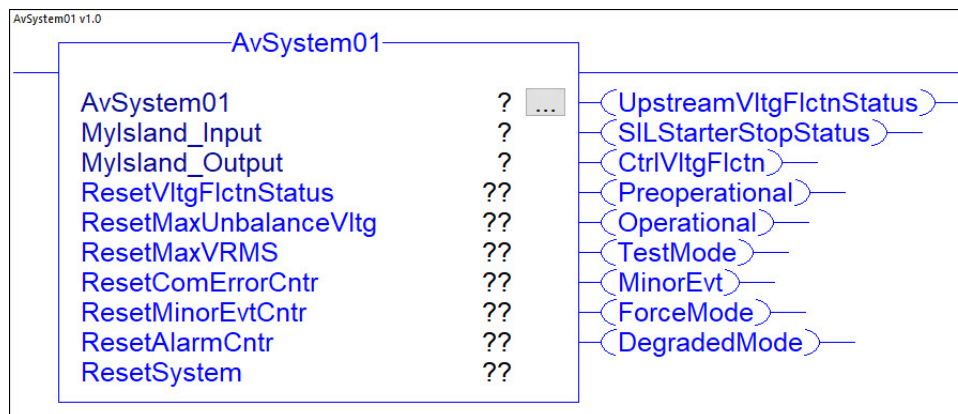 AvSystem01 v1.0
AvSystem01
AvSystem01 ? ... UpstreamVltgFlctnStatus
MyIsland_Input ? SILStarterStopStatus
MyIsland_Output ? CtrlVltgFlctn
ResetVltgFlctnStatus ?? Preoperational
ResetMaxUnbalanceVltg ?? Operational
ResetMaxVRMS ?? TestMode
ResetComErrorCntr ?? MinorEvt
ResetMinorEvtCntr ?? ForceMode
ResetAlarmCntr ?? DegradedMode
ResetSystem ??